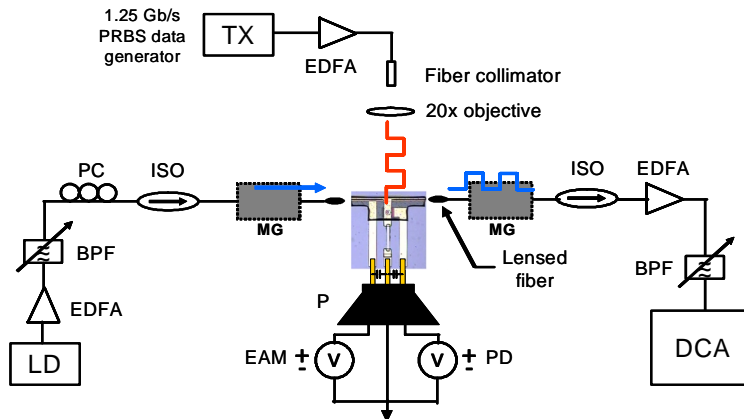 1.25 Gb/s
PRBS data
generator
TX
EDFA
Fiber collimator
20x objective
PC
ISO
MG
BPF
EDFA
LD
ISO
EDFA
MG
Lensed
fiber
BPF
DCA
P
EAM
+
-
V
V
+
-
PD